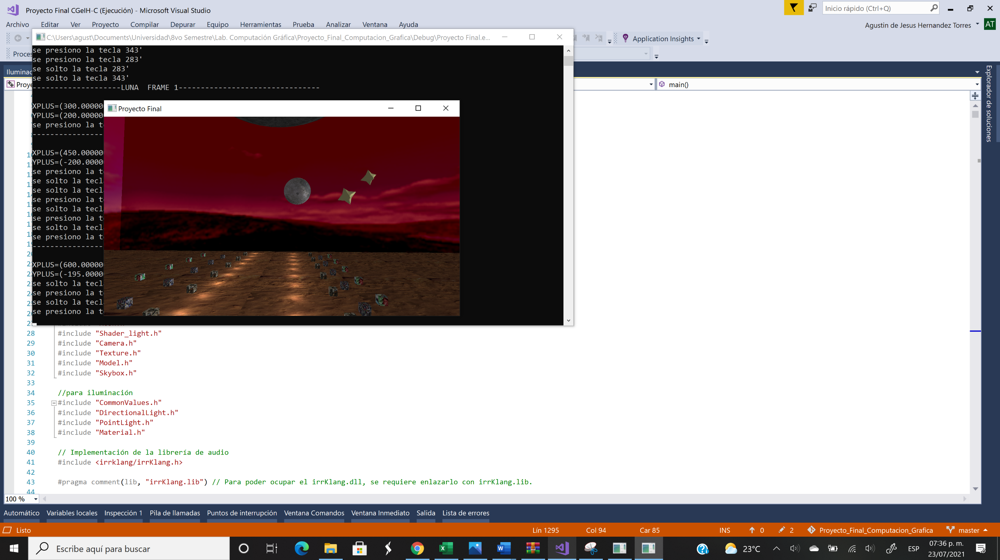 Proyecto Final CGeIH-C (Ejecución) - Microsoft Visual Studio
Inicio rápido (Ctrl+Q)
Archivo Editar Ver Proyecto Compilar Depurar Equipo Herramientas Prueba Analizar Ventana Ayuda
Agustin de Jesus Hernandez Torres AT
C:\Users\agust\Documents\Universidad\8vo Semestre\Lab. Computación Gráfica\Proyecto_Final_Computacion_Grafica\Debug\Proyecto Final.e...
Application Insights
Proces
Iluminac
Proye
main()
Explorador de soluciones
se presiono la tecla 343'
se presiono la tecla 283'
se solto la tecla 283'
se solto la tecla 343'
--------------------LUNA  FRAME 1--------------------------------
XPLUS=(300.000000
YPLUS=(200.000000
se presiono la t
----------------
XPLUS=(450.000000
YPLUS=(-200.00000
se presiono la t
se solto la tecl
se solto la tecl
se presiono la t
se solto la tecl
se presiono la t
se solto la tecl
se presiono la t
----------------
XPLUS=(600.000000
YPLUS=(-195.00000
se solto la tecl
se presiono la t
se solto la tecl
se presiono la t
Proyecto Final
28 #include "Shader_light.h"
29 #include "Camera.h"
30 #include "Texture.h"
31 #include "Model.h"
32 #include "Skybox.h"
33
34 //para iluminación
35 #include "CommonValues.h"
36 #include "DirectionalLight.h"
37 #include "PointLight.h"
38 #include "Material.h"
39
40 // Implementación de la librería de audio
41 #include <irrklang/irrKlang.h>
42
43 #pragma comment(lib, "irrKlang.lib") // Para poder ocupar el irrKlang.dll, se requiere enlazarlo con irrKlang.lib.
44
100 %
Automático Variables locales Inspección 1 Pila de llamadas Puntos de interrupción Ventana Comandos Ventana Inmediato Salida Lista de errores
Listo Lín 1295 Col 94 Car 85 INS 0 2 Proyecto_Final_Computacion_Grafica master
Escribe aquí para buscar
23°C ESP 07:36 p. m.
23/07/2021